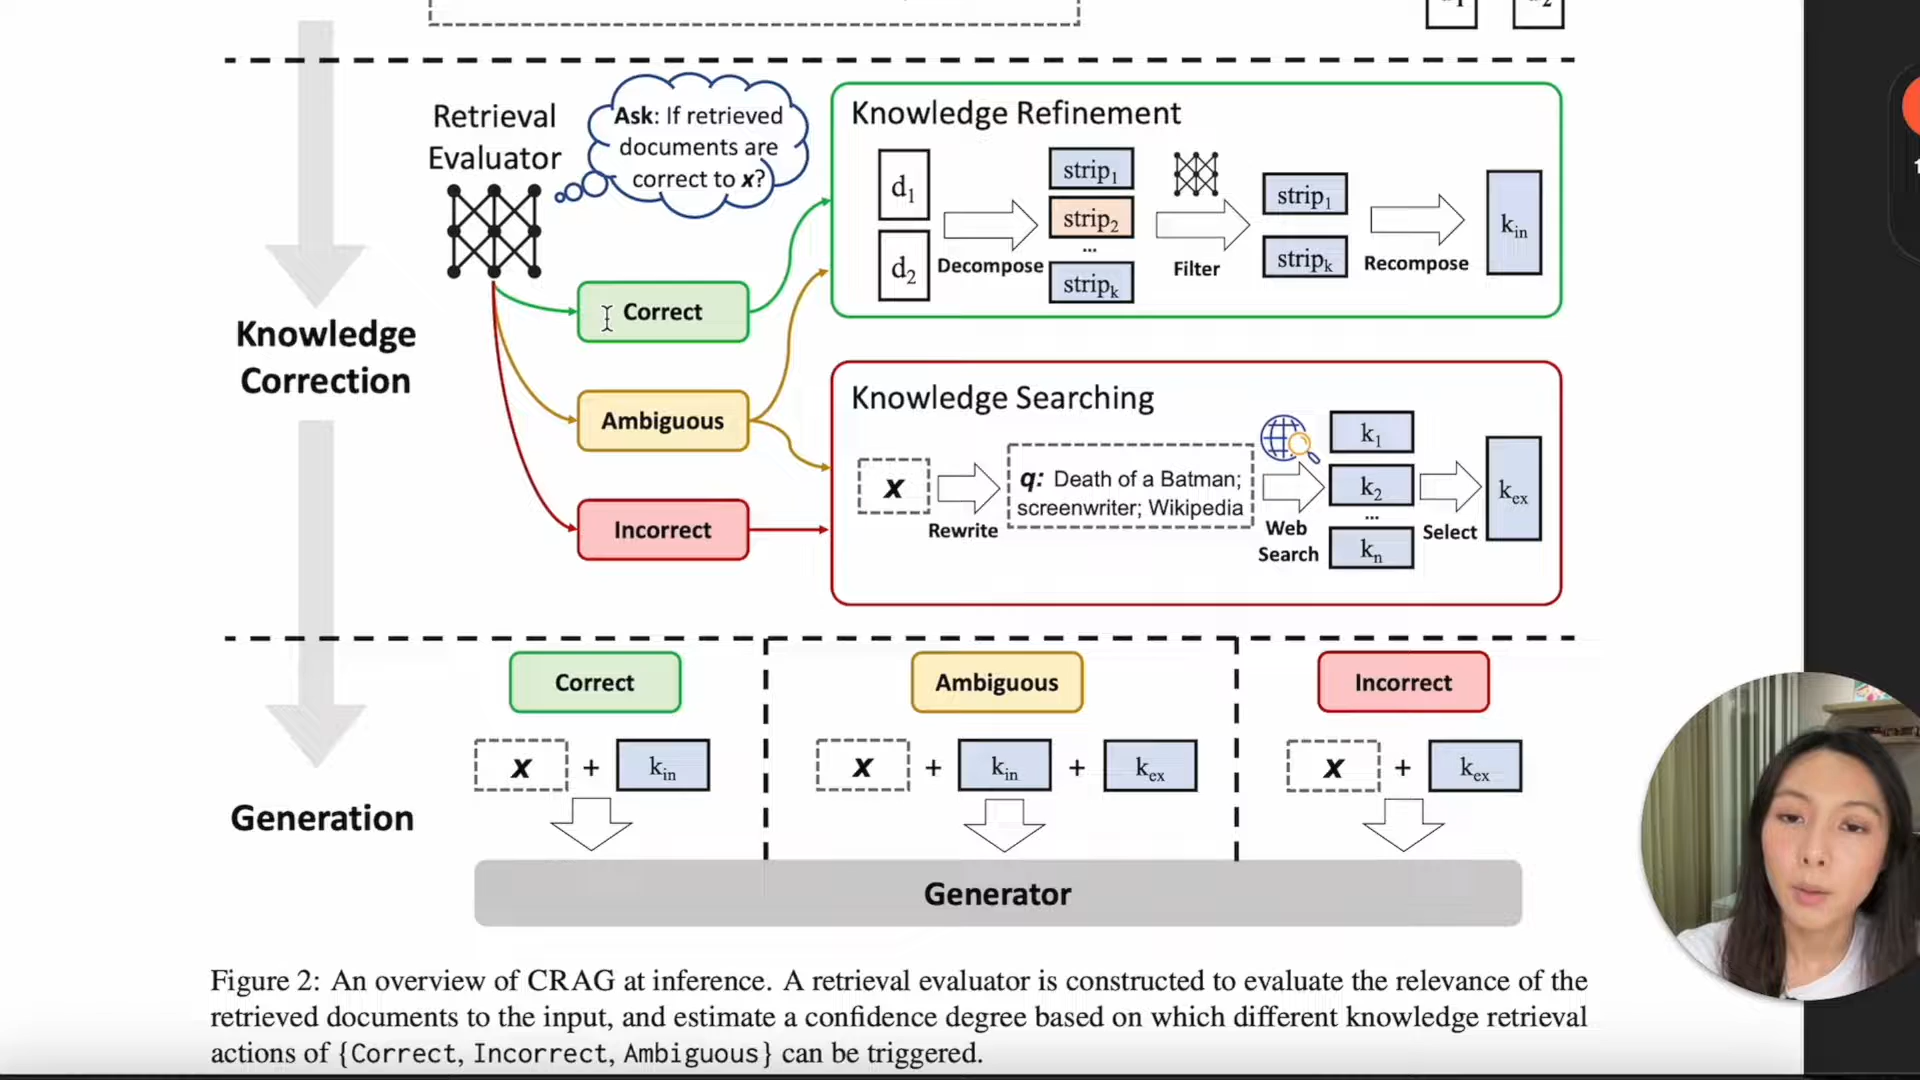 Retrieval
Evaluator
Ask: If retrieved
documents are
correct to x?
Correct
Ambiguous
Incorrect
Knowledge
Correction
Knowledge Refinement
d1
d2
Decompose
strip1
strip2
...
stripk
Filter
strip1
stripk
Recompose
kin
Knowledge Searching
x
Rewrite
q: Death of a Batman;
screenwriter; Wikipedia
Web
Search
k1
k2
...
kn
Select
kex
Correct
Ambiguous
Incorrect
x + kin
x + kin + kex
x + kex
Generation
Generator
Figure 2: An overview of CRAG at inference. A retrieval evaluator is constructed to evaluate the relevance of the
retrieved documents to the input, and estimate a confidence degree based on which different knowledge retrieval
actions of {Correct, Incorrect, Ambiguous} can be triggered.